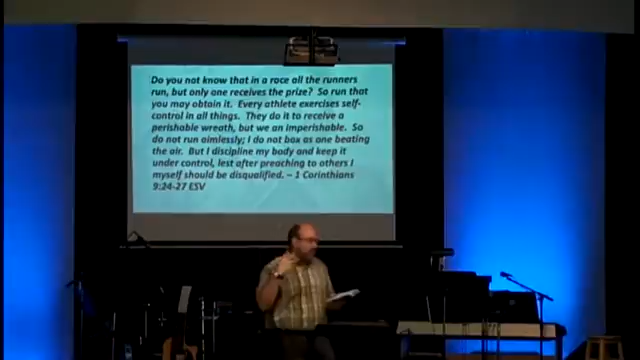 Do you not know that in a race all the runners
run, but only one receives the prize? So run that
you may obtain it. Every athlete exercises self-
control in all things. They do it to receive a
perishable wreath, but we an imperishable. So
do not run aimlessly; I do not box as one beating
the air. But I discipline my body and keep it
under control, lest after preaching to others I
myself should be disqualified. – 1 Corinthians
9:24-27 ESV